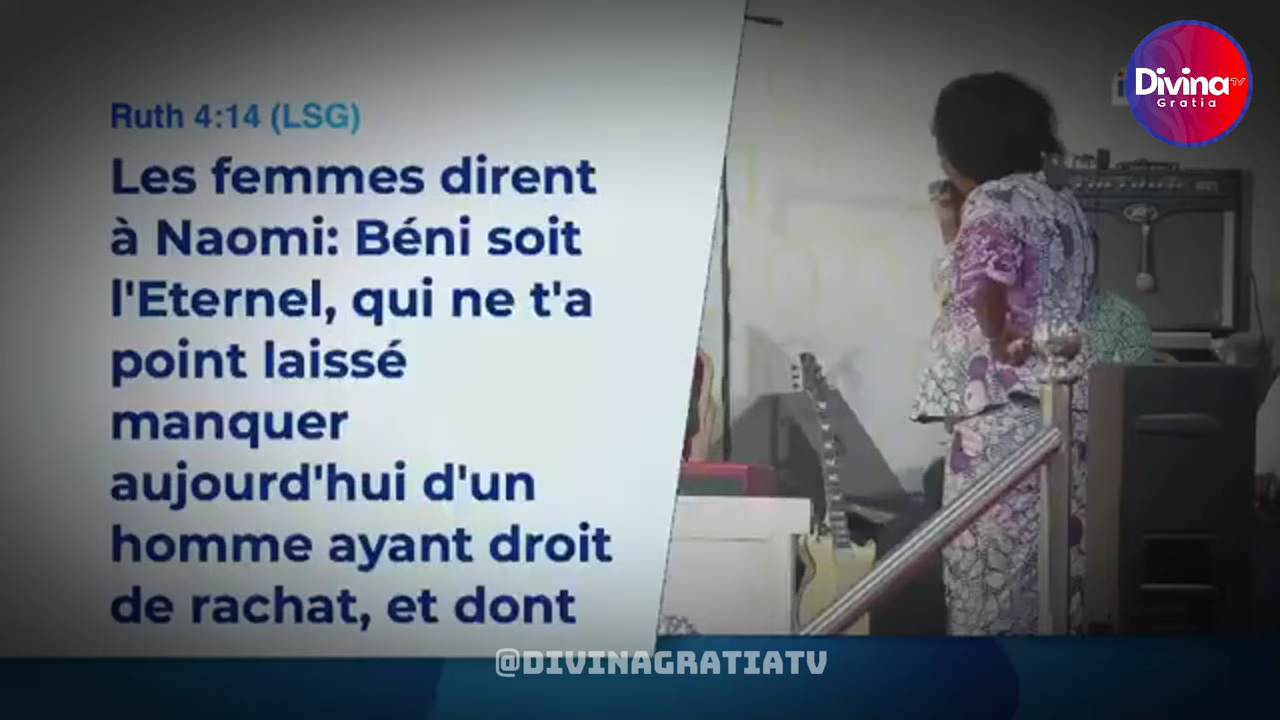 Ruth 4:14 (LSG)
Les femmes dirent
à Naomi: Béni soit
l'Eternel, qui ne t'a
point laissé
manquer
aujourd'hui d'un
homme ayant droit
de rachat, et dont
Divina TV
Gratia
@DIVINAGRATIATV